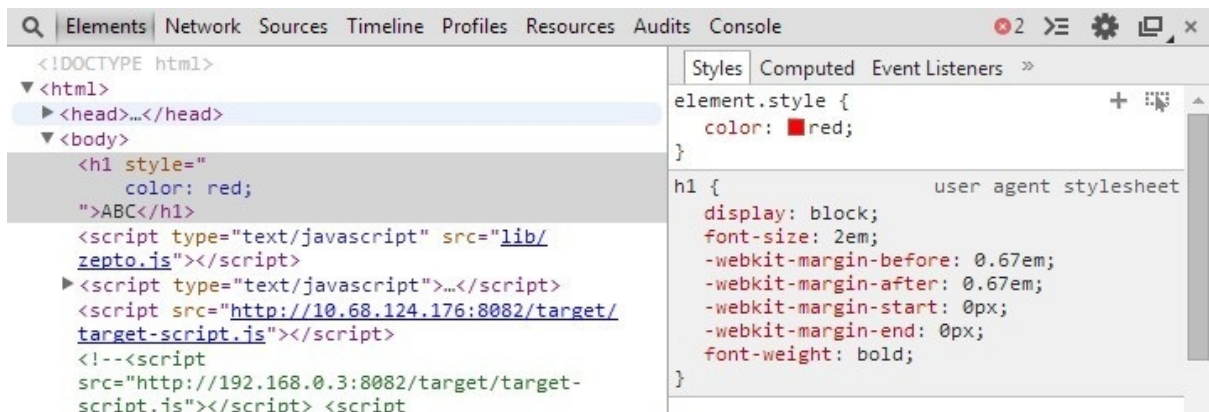 Elements Network Sources Timeline Profiles Resources Audits Console 2
<!DOCTYPE html>
▼<html>
▶<head>…</head>
▼<body>
<h1 style="
color: red;
">ABC</h1>
<script type="text/javascript" src="lib/
zepto.js"></script>
▶<script type="text/javascript">…</script>
<script src="http://10.68.124.176:8082/target/
target-script.js"></script>
<!--<script
src="http://192.168.0.3:8082/target/target-
script.js"></script> <script
Styles Computed Event Listeners »
element.style {
color: red;
}
h1 { user agent stylesheet
display: block;
font-size: 2em;
-webkit-margin-before: 0.67em;
-webkit-margin-after: 0.67em;
-webkit-margin-start: 0px;
-webkit-margin-end: 0px;
font-weight: bold;
}